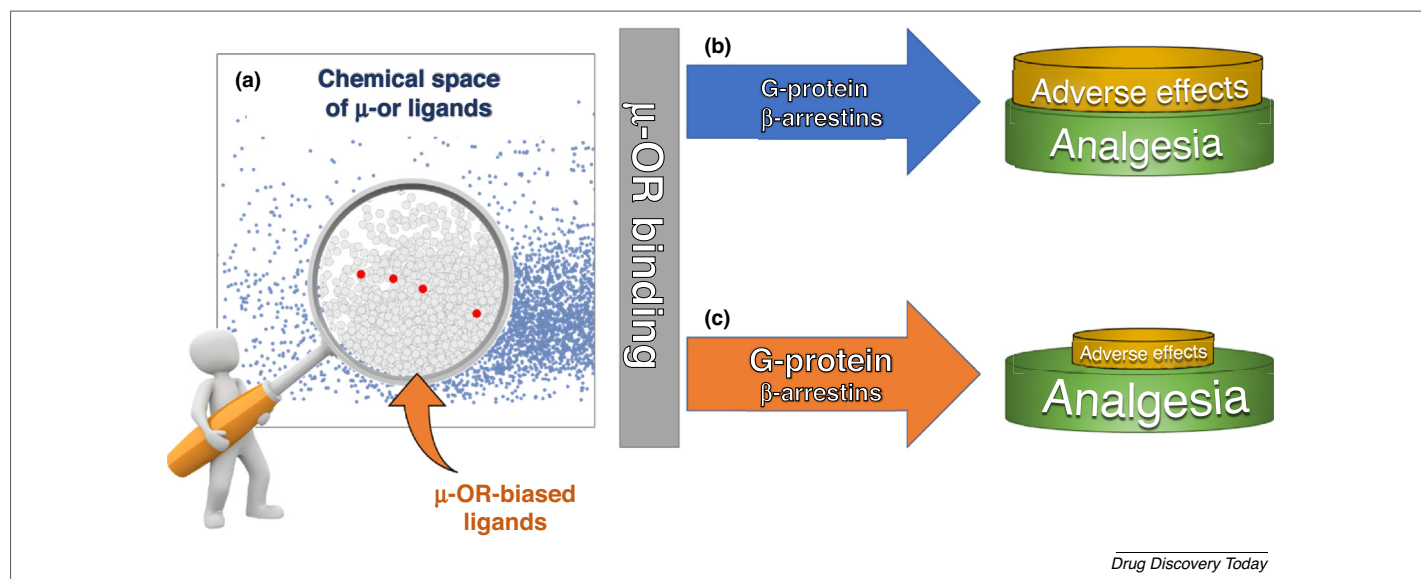 (a)
Chemical space
of μ-or ligands
μ-OR-biased
ligands
μ-OR binding
(b)
G-protein
β-arrestins
Adverse effects
Analgesia
(c)
G-protein
β-arrestins
Adverse effects
Analgesia
Drug Discovery Today